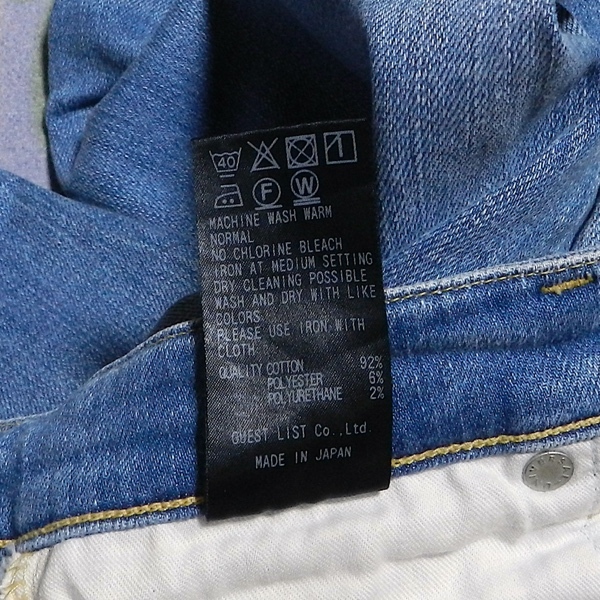 40
F W
MACHINE WASH WARM
NORMAL
NO CHLORINE BLEACH
IRON AT MEDIUM SETTING
DRY CLEANING POSSIBLE
WASH AND DRY WITH LIKE
COLORS
PLEASE USE IRON WITH
CLOTH
QUALITY COTTON 92%
POLYESTER 6%
POLYURETHANE 2%
GUEST LIST Co.,Ltd.
MADE IN JAPAN